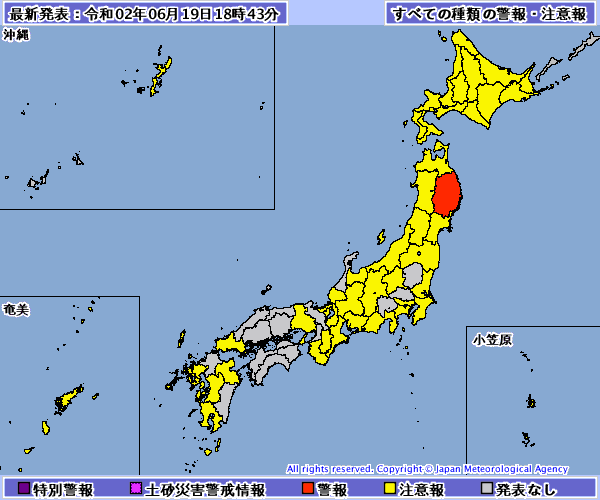 最新発表：令和02年06月19日18時43分
すべての種類の警報・注意報
沖縄
奄美
小笠原
All rights reserved. Copyright © Japan Meteorological Agency
特別警報
土砂災害警戒情報
警報
注意報
発表なし